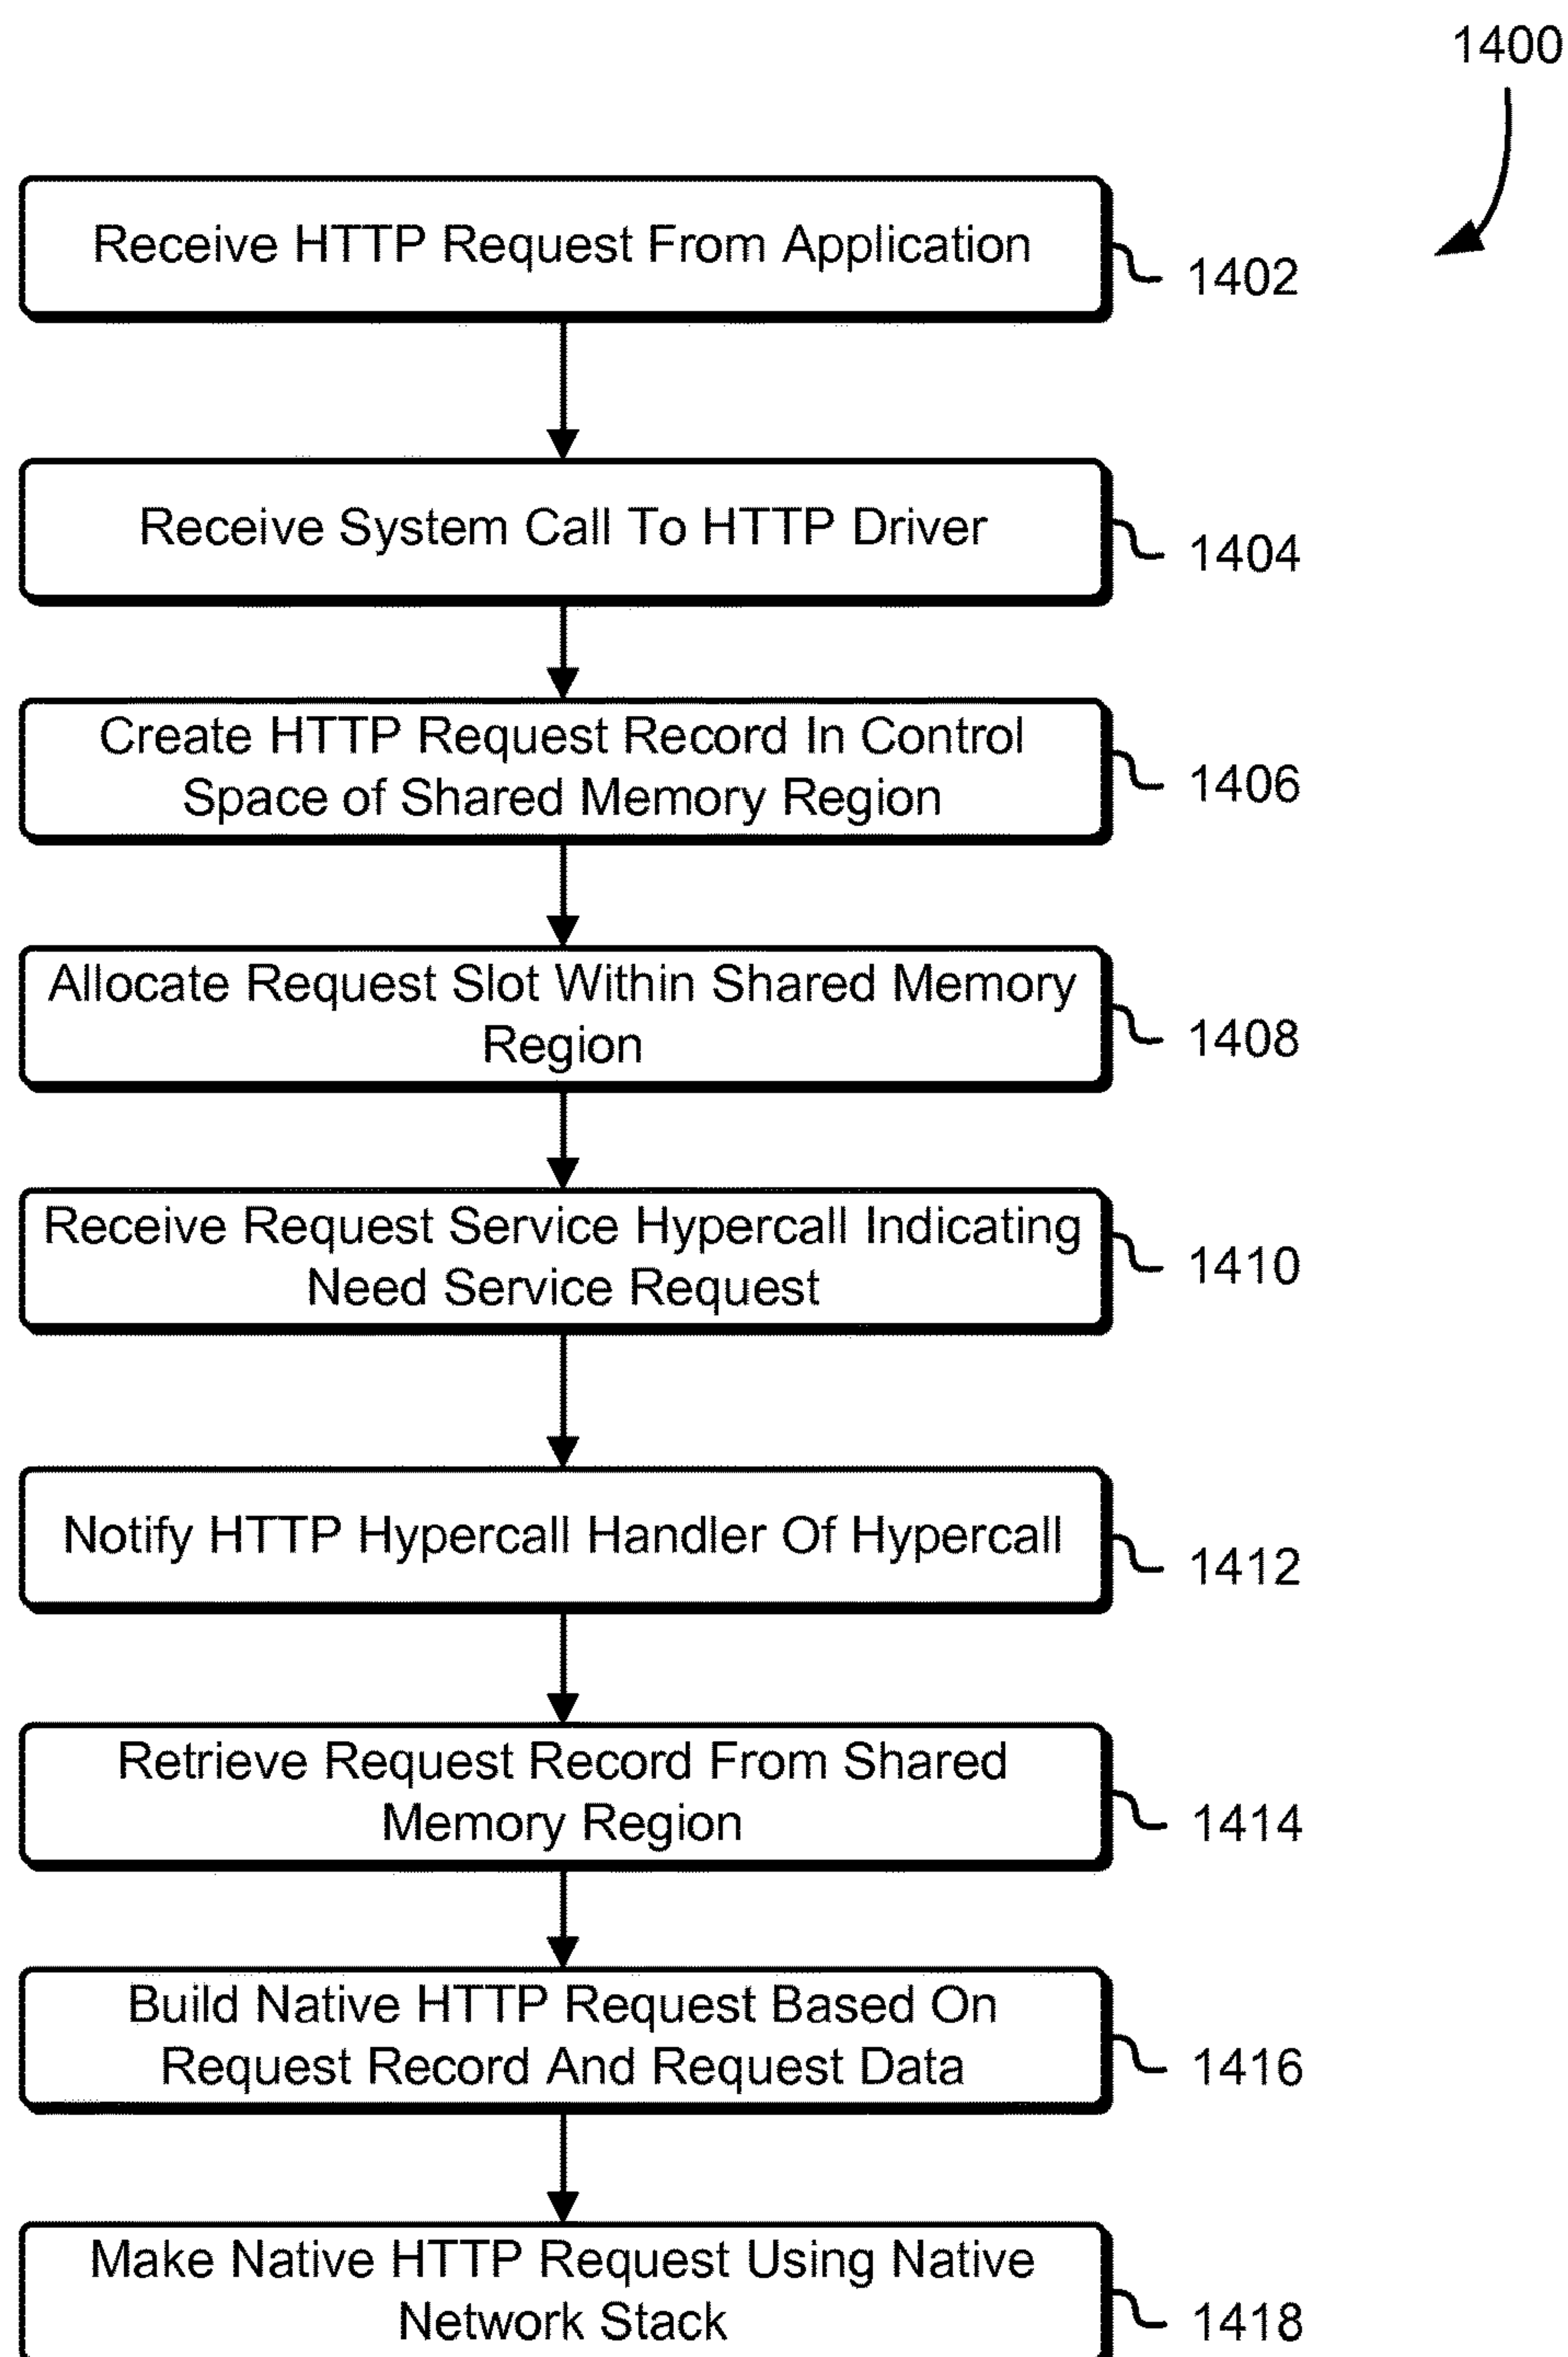 1400
Receive HTTP Request From Application
1402
Receive System Call To HTTP Driver
1404
Create HTTP Request Record In Control
Space of Shared Memory Region
1406
Allocate Request Slot Within Shared Memory
Region
1408
Receive Request Service Hypercall Indicating
Need Service Request
1410
Notify HTTP Hypercall Handler Of Hypercall
1412
Retrieve Request Record From Shared
Memory Region
1414
Build Native HTTP Request Based On
Request Record And Request Data
1416
Make Native HTTP Request Using Native
Network Stack
1418